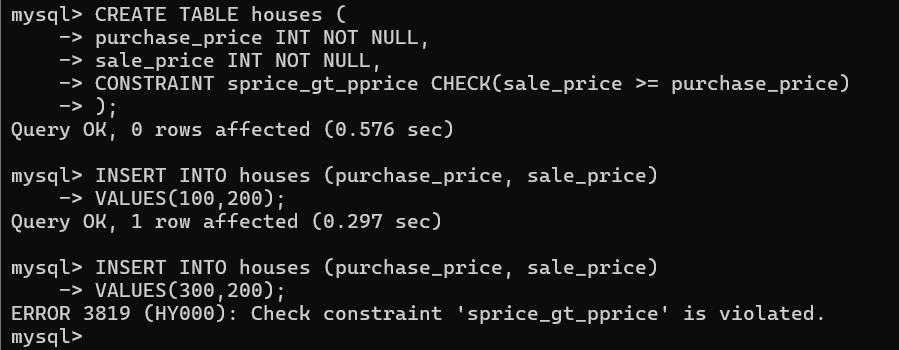 mysql> CREATE TABLE houses (
    -> purchase_price INT NOT NULL,
    -> sale_price INT NOT NULL,
    -> CONSTRAINT sprice_gt_pprice CHECK(sale_price >= purchase_price)
    -> );
Query OK, 0 rows affected (0.576 sec)

mysql> INSERT INTO houses (purchase_price, sale_price)
    -> VALUES(100,200);
Query OK, 1 row affected (0.297 sec)

mysql> INSERT INTO houses (purchase_price, sale_price)
    -> VALUES(300,200);
ERROR 3819 (HY000): Check constraint 'sprice_gt_pprice' is violated.
mysql>